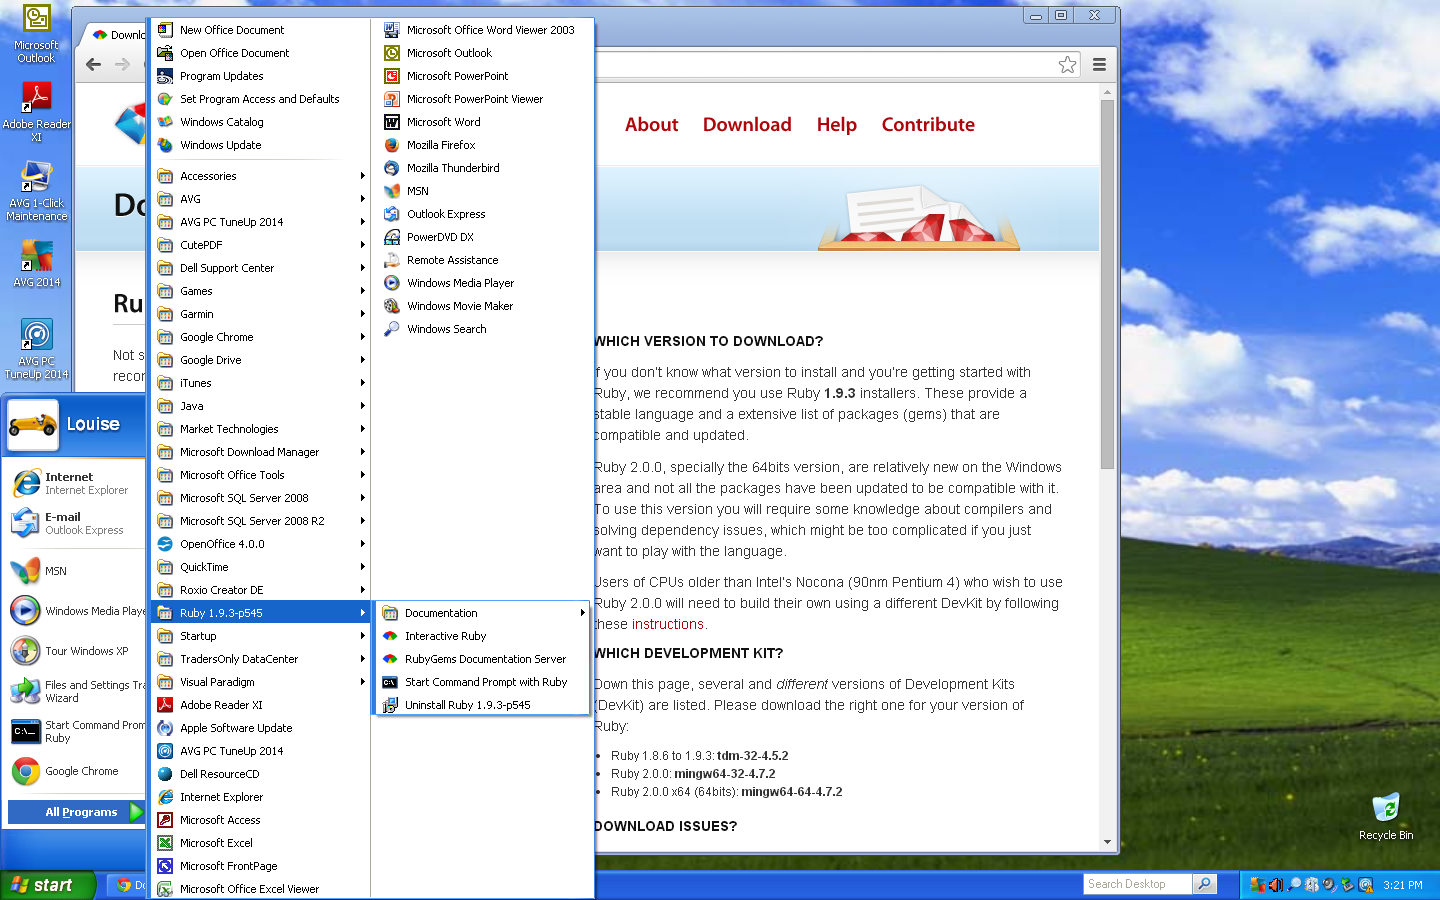 Microsoft
Outlook
Adobe Reader
XI
AVG 1-Click
Maintenance
AVG 2014
AVG PC
TuneUp 2014
Louise
Internet
Internet Explorer
E-mail
Outlook Express
MSN
Windows Media Playe
Tour Windows XP
Files and Settings Tra
Wizard
Start Command Prom
Ruby
Google Chrome
All Programs
start
New Office Document
Open Office Document
Program Updates
Set Program Access and Defaults
Windows Catalog
Windows Update
Accessories
AVG
AVG PC TuneUp 2014
CutePDF
Dell Support Center
Games
Garmin
Google Chrome
Google Drive
iTunes
Java
Market Technologies
Microsoft Download Manager
Microsoft Office Tools
Microsoft SQL Server 2008
Microsoft SQL Server 2008 R2
OpenOffice 4.0.0
QuickTime
Roxio Creator DE
Ruby 1.9.3-p545
Startup
TradersOnly DataCenter
Visual Paradigm
Adobe Reader XI
Apple Software Update
AVG PC TuneUp 2014
Dell ResourceCD
Internet Explorer
Microsoft Access
Microsoft Excel
Microsoft FrontPage
Microsoft Office Excel Viewer
Microsoft Office Word Viewer 2003
Microsoft Outlook
Microsoft PowerPoint
Microsoft PowerPoint Viewer
Microsoft Word
Mozilla Firefox
Mozilla Thunderbird
MSN
Outlook Express
PowerDVD DX
Remote Assistance
Windows Media Player
Windows Movie Maker
Windows Search
Documentation
Interactive Ruby
RubyGems Documentation Server
Start Command Prompt with Ruby
Uninstall Ruby 1.9.3-p545
Downlo
Do
Ru
Not s
recor
About Download Help Contribute
WHICH VERSION TO DOWNLOAD?
If you don't know what version to install and you're getting started with
Ruby, we recommend you use Ruby 1.9.3 installers. These provide a
stable language and a extensive list of packages (gems) that are
compatible and updated.
Ruby 2.0.0, specially the 64bits version, are relatively new on the Windows
area and not all the packages have been updated to be compatible with it.
To use this version you will require some knowledge about compilers and
solving dependency issues, which might be too complicated if you just
want to play with the language.
Users of CPUs older than Intel's Nocona (90nm Pentium 4) who wish to use
Ruby 2.0.0 will need to build their own using a different DevKit by following
these instructions.
WHICH DEVELOPMENT KIT?
Down this page, several and different versions of Development Kits
(DevKit) are listed. Please download the right one for your version of
Ruby:
• Ruby 1.8.6 to 1.9.3: tdm-32-4.5.2
• Ruby 2.0.0: mingw64-32-4.7.2
• Ruby 2.0.0 x64 (64bits): mingw64-64-4.7.2
DOWNLOAD ISSUES?
Recycle Bin
Do
Search Desktop
3:21 PM